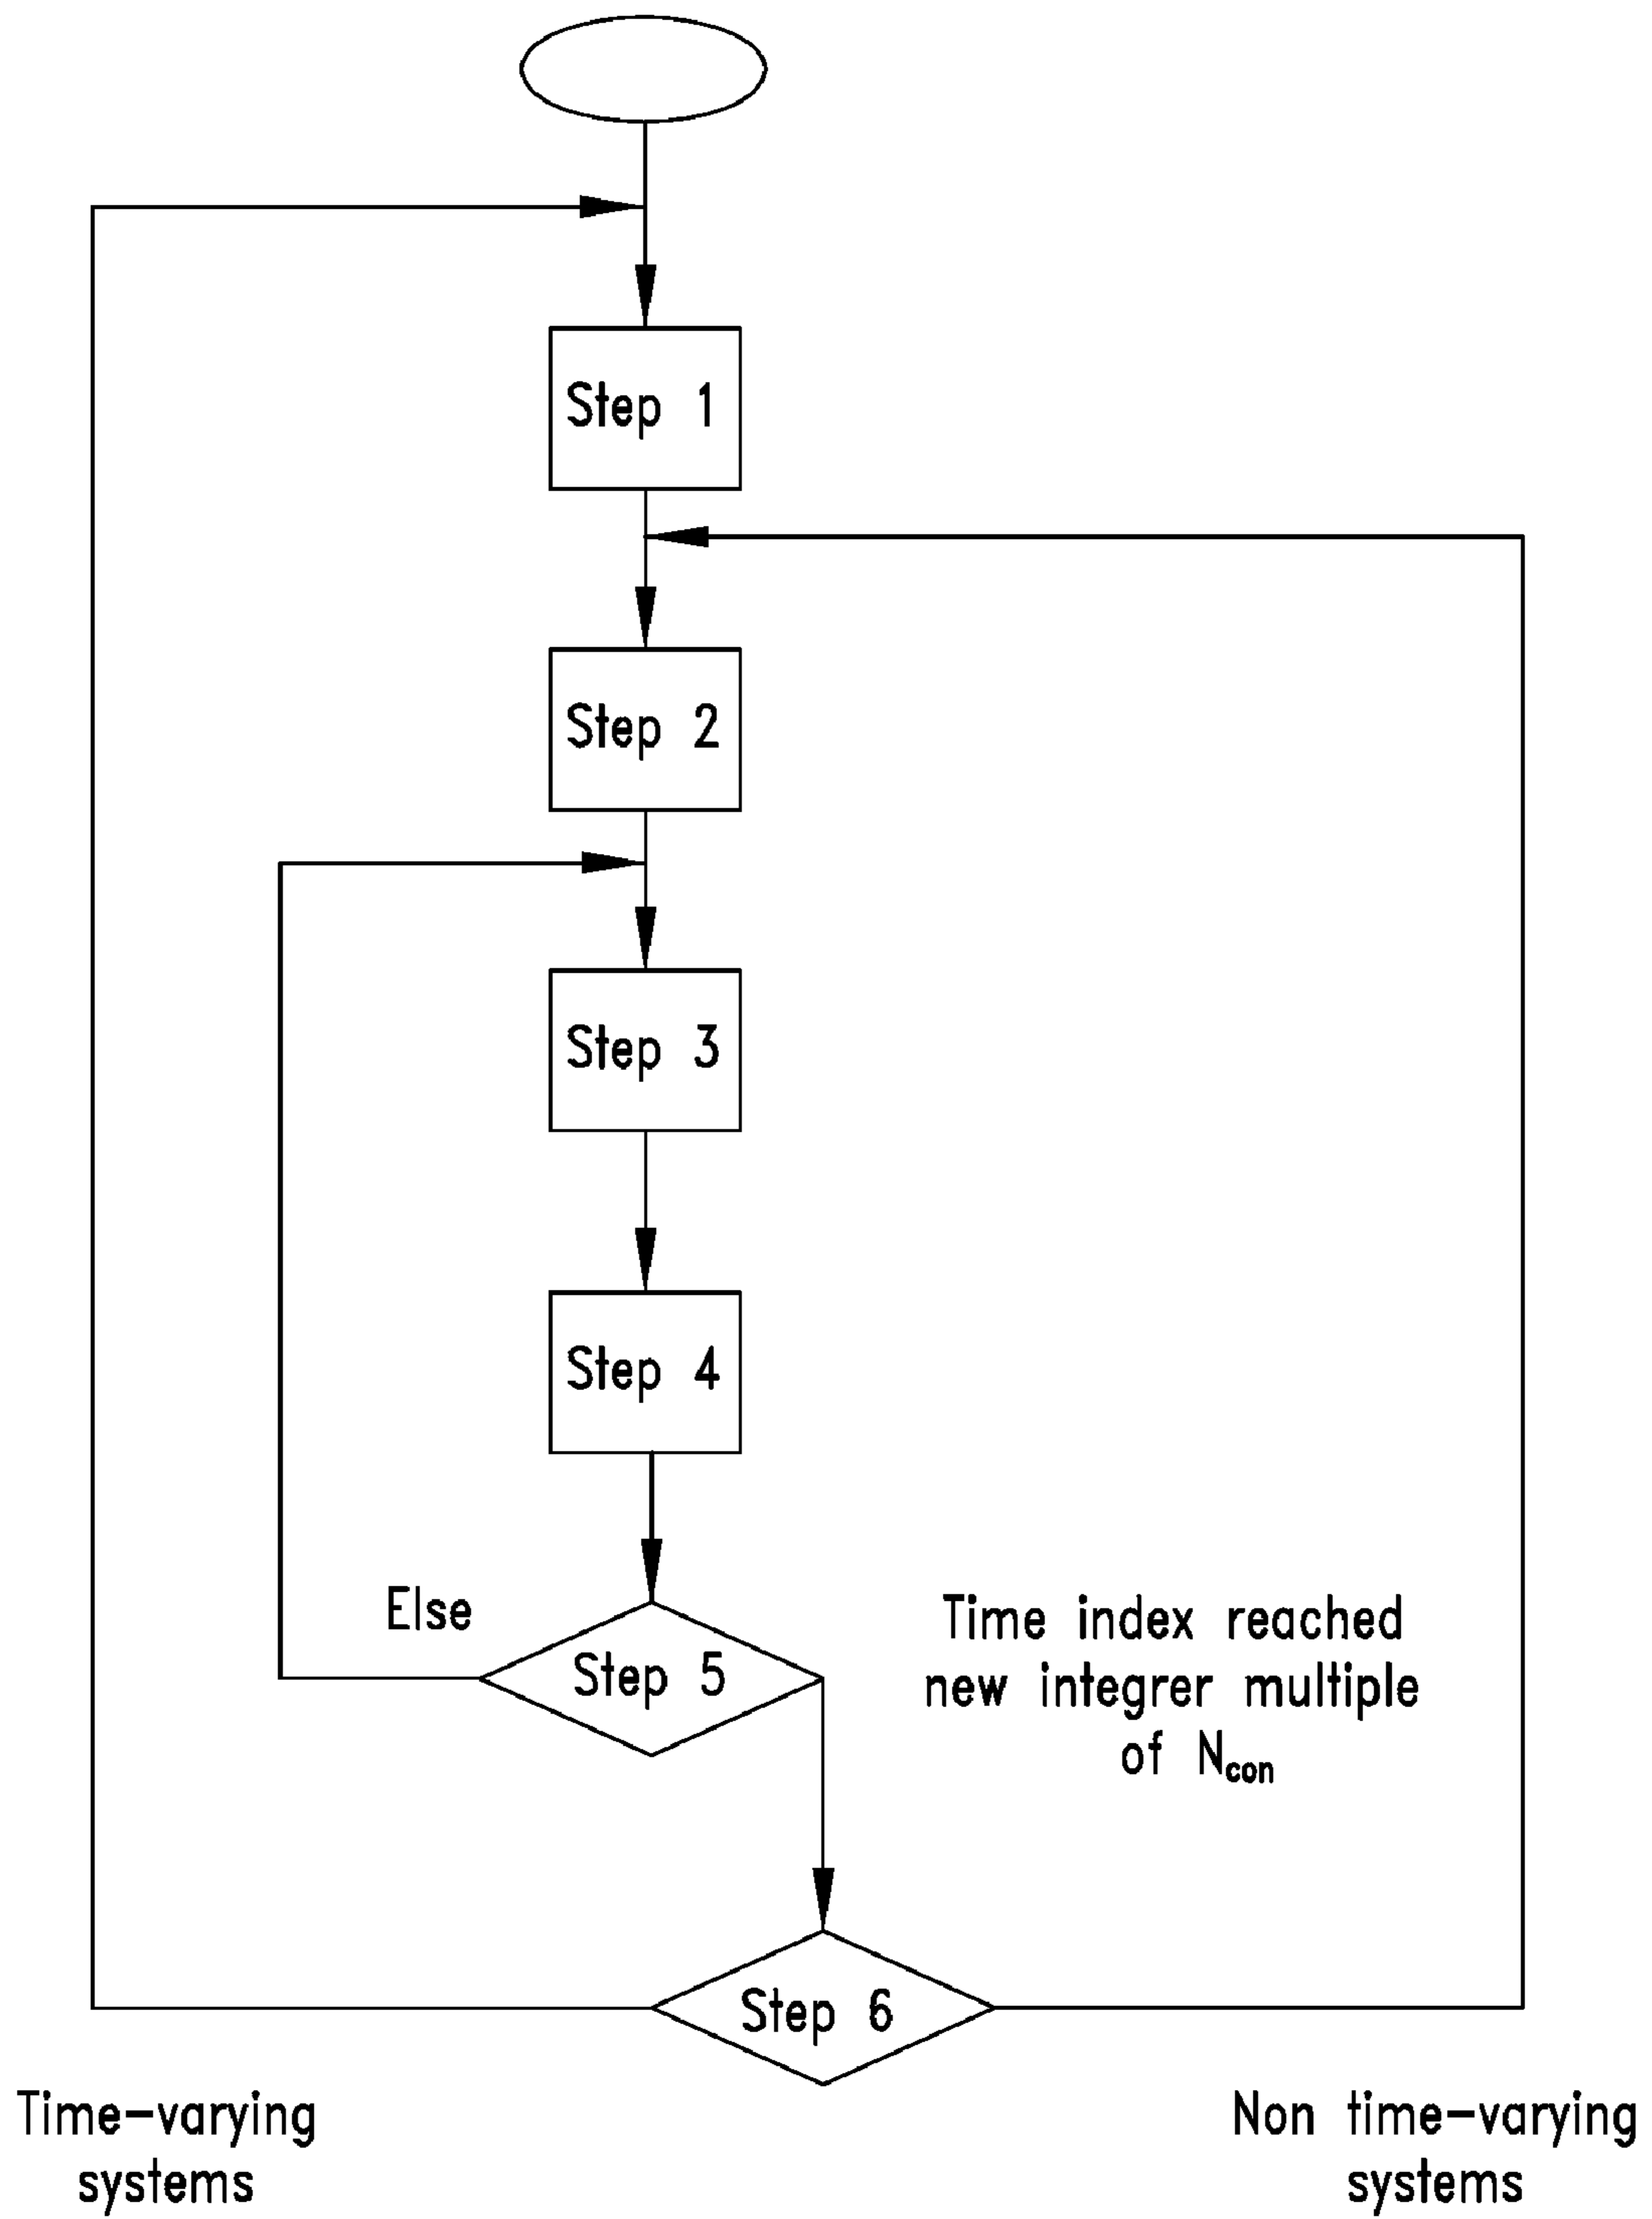 Step 1
Step 2
Step 3
Step 4
Else
Step 5
Time index reached
new integrer multiple
of Ncon
Step 6
Time-varying
systems
Non time-varying
systems